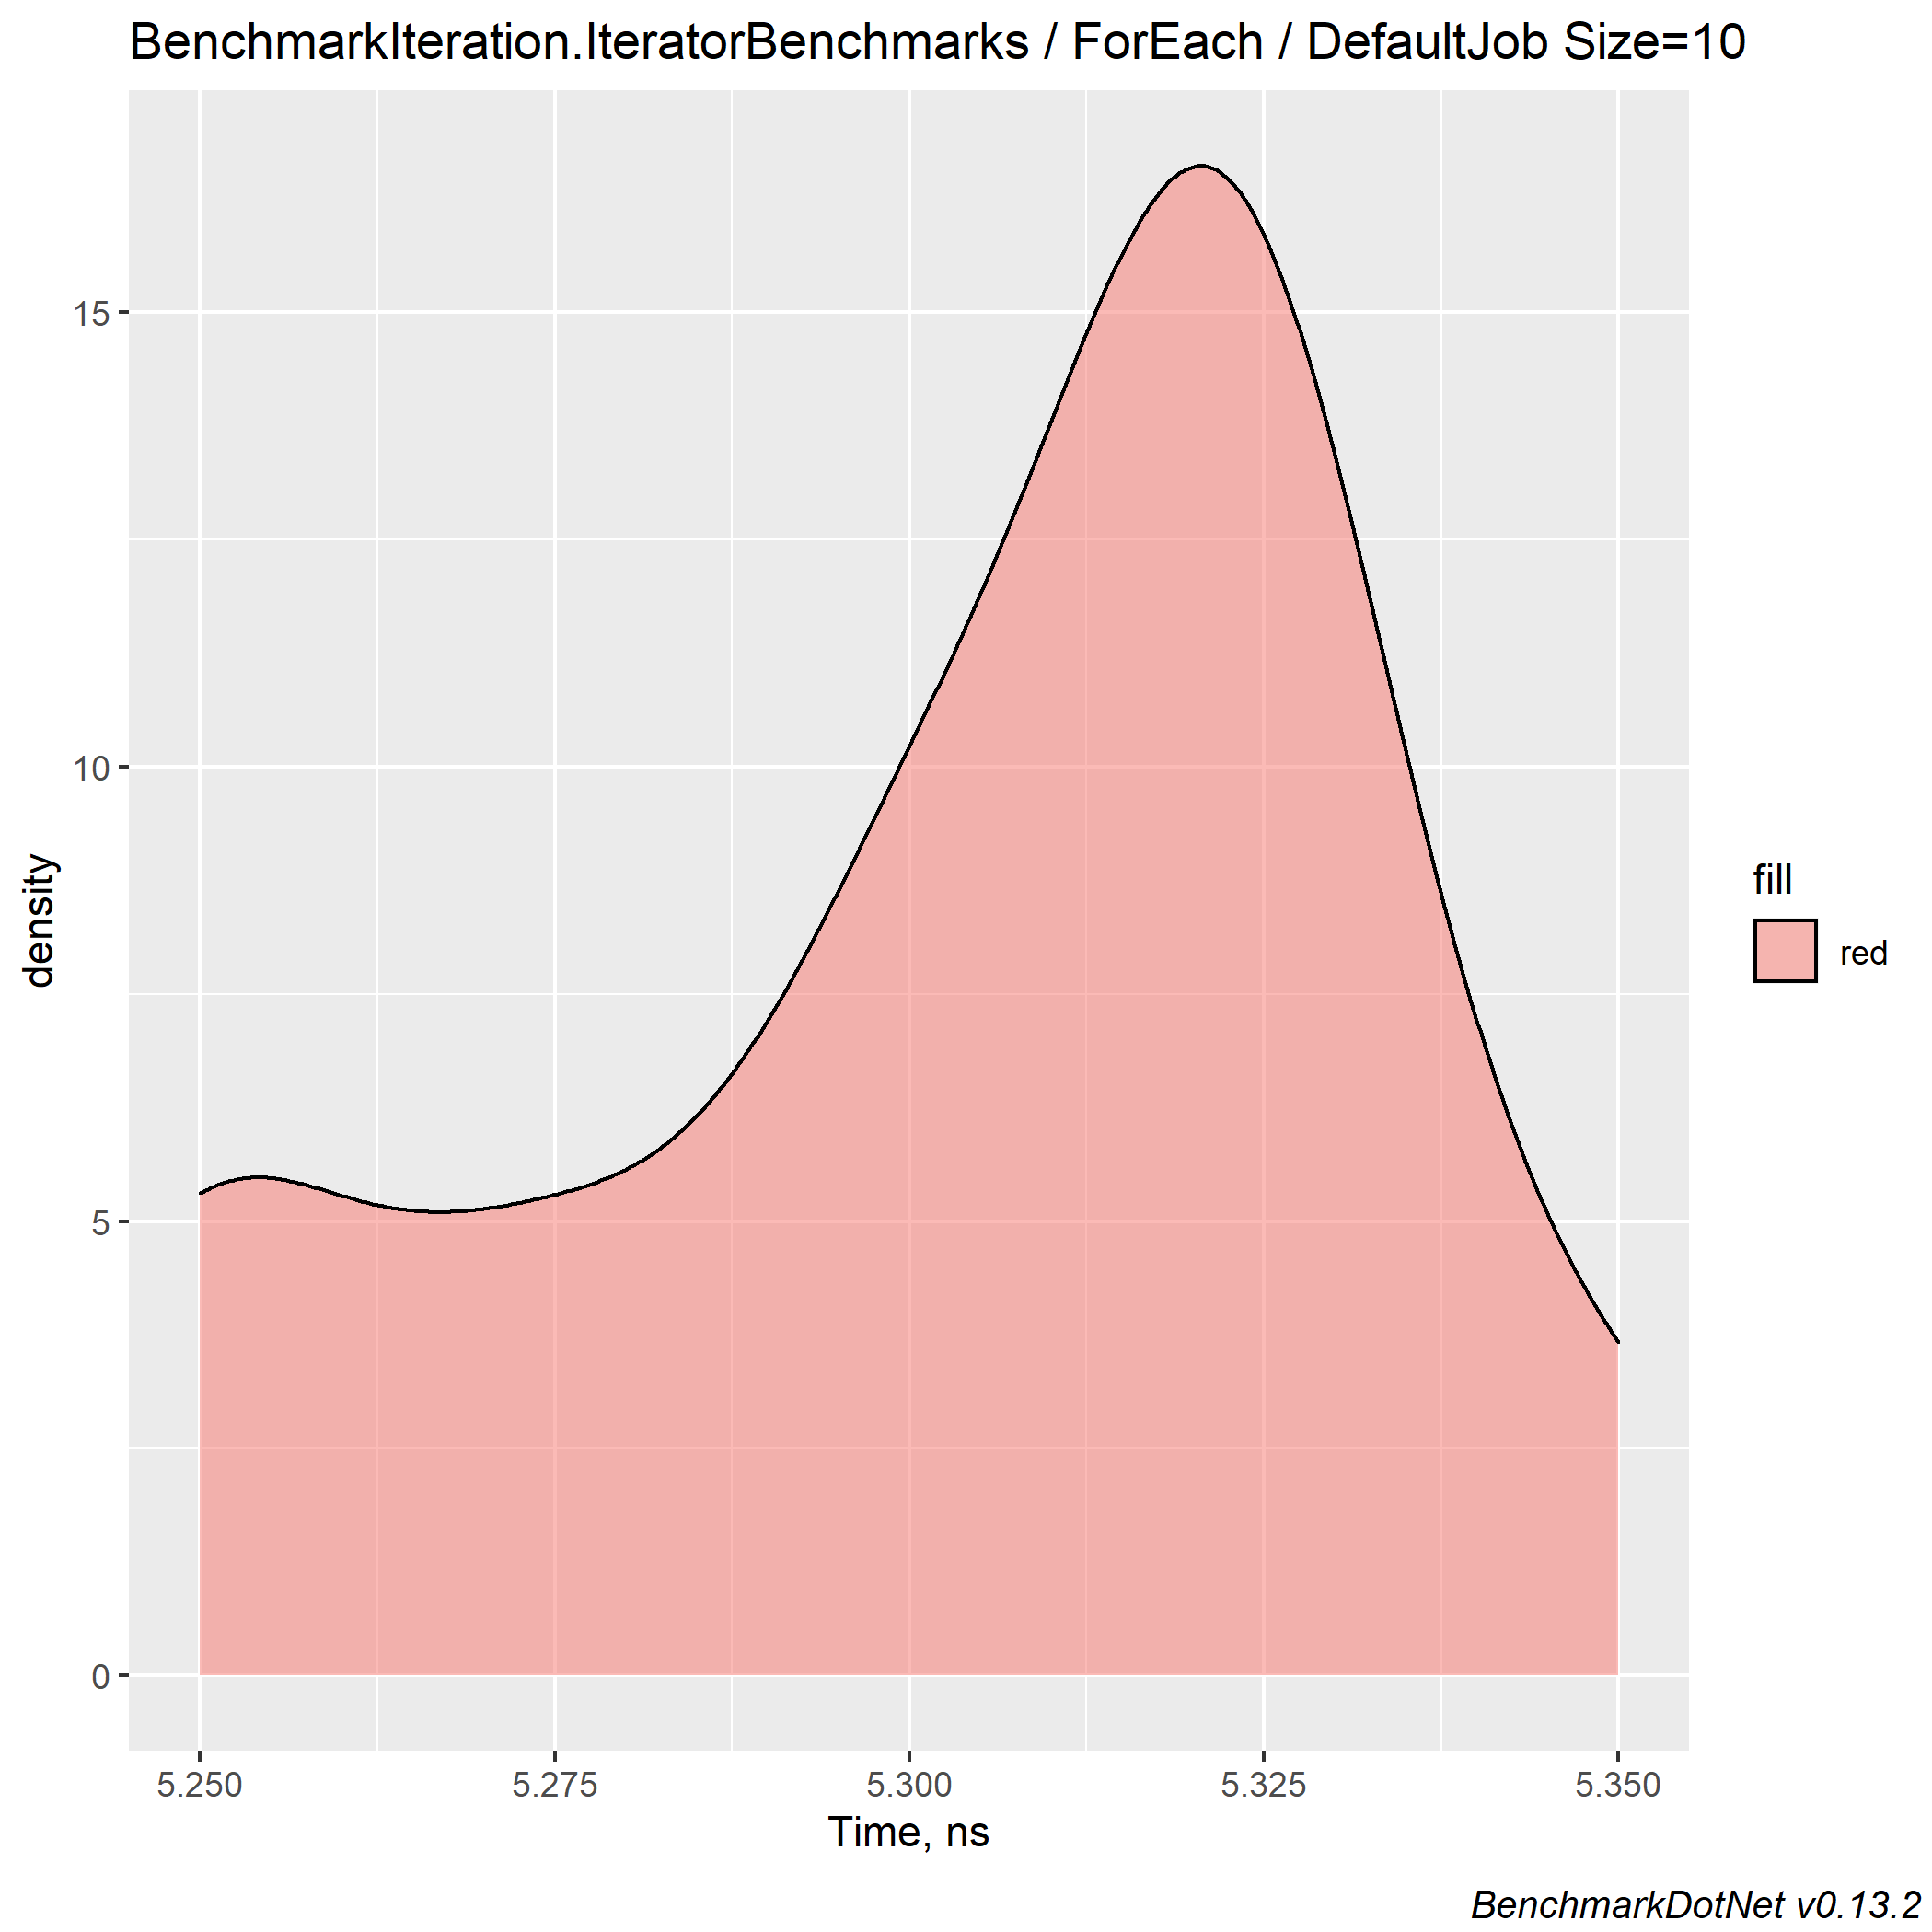 BenchmarkIteration.IteratorBenchmarks / ForEach / DefaultJob Size=10
15
10
5
0
density
5.250 5.275 5.300 5.325 5.350
Time, ns
fill
red
BenchmarkDotNet v0.13.2